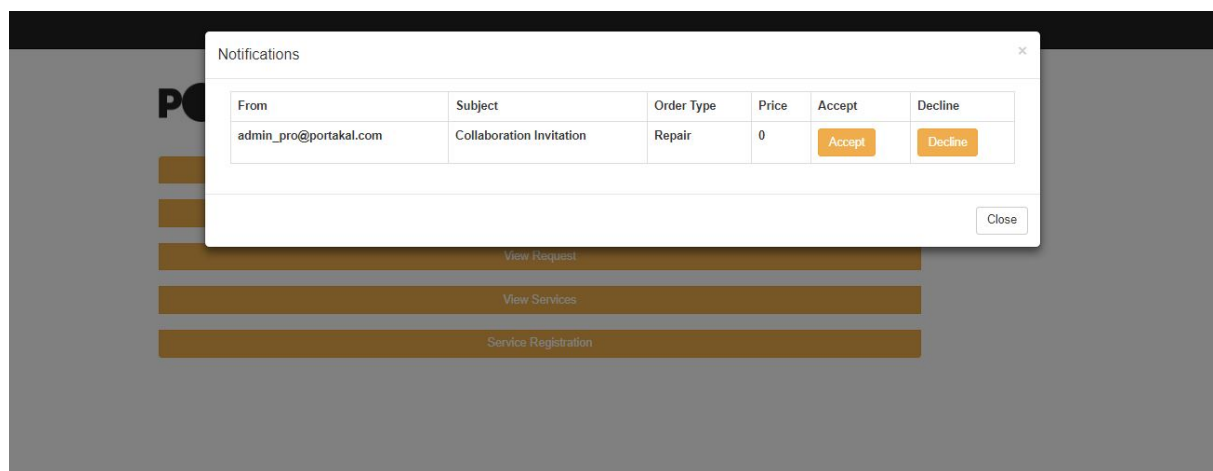 Notifications ×
From Subject Order Type Price Accept Decline
admin_pro@portakal.com Collaboration Invitation Repair 0 Accept Decline
Close
View Request
View Services
Service Registration